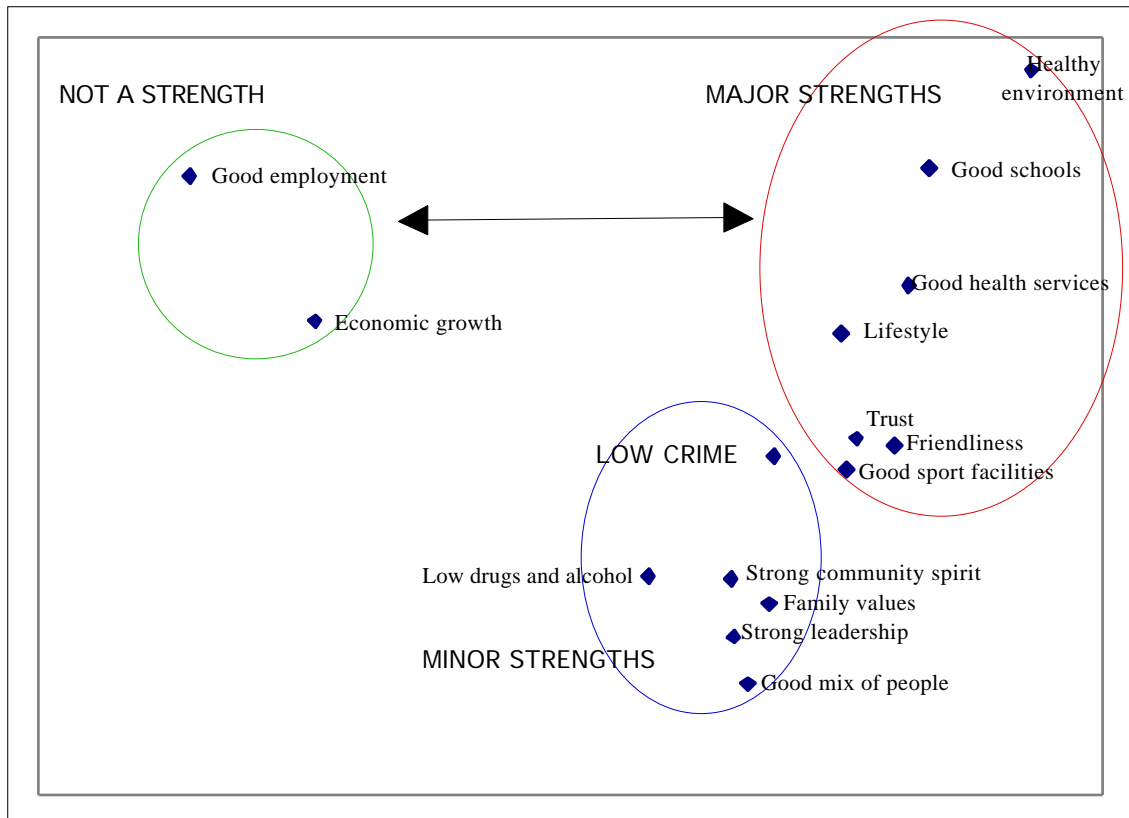 Healthy
environment
NOT A STRENGTH
MAJOR STRENGTHS
Good employment
Good schools
Good health services
Economic growth
Lifestyle
Trust
Friendliness
LOW CRIME
Good sport facilities
Low drugs and alcohol
Strong community spirit
Family values
Strong leadership
MINOR STRENGTHS
Good mix of people